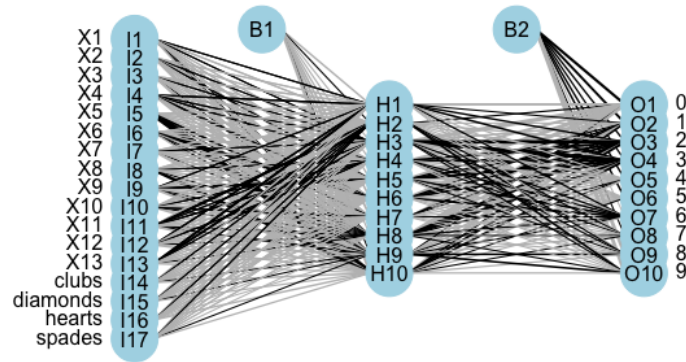 B1
B2
X1 I1
X2 I2
X3 I3
X4 I4
X5 I5
X6 I6
X7 I7
X8 I8
X9 I9
X10 I10
X11 I11
X12 I12
X13 I13
clubs I14
diamonds I15
hearts I16
spades I17
H1
H2
H3
H4
H5
H6
H7
H8
H9
H10
O1 0
O2 1
O3 2
O4 3
O5 4
O6 5
O7 6
O8 7
O9 8
O10 9